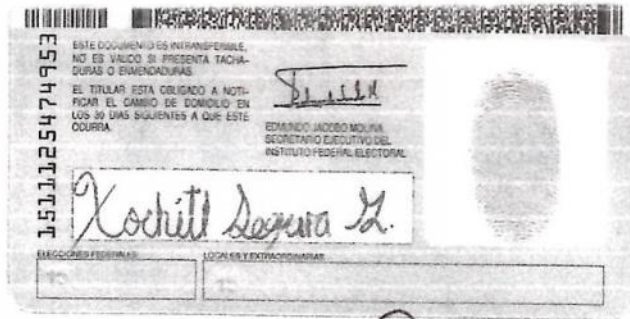 1511125474953
ESTE DOCUMENTO ES INTRANSFERIBLE,
NO ES VALIDO SI PRESENTA TACHA-
DURAS O ENMENDADURAS.
EL TITULAR ESTA OBLIGADO A NOTI-
FICAR EL CAMBIO DE DOMICILIO EN
LOS 30 DIAS SIGUIENTES A QUE ESTE
OCURRA.
EDMUNDO JACOBO MOLINA
SECRETARIO EJECUTIVO DEL
INSTITUTO FEDERAL ELECTORAL
Xochitl Segura
ELECCIONES FEDERALES
LOCALES Y EXTRAORDINARIAS